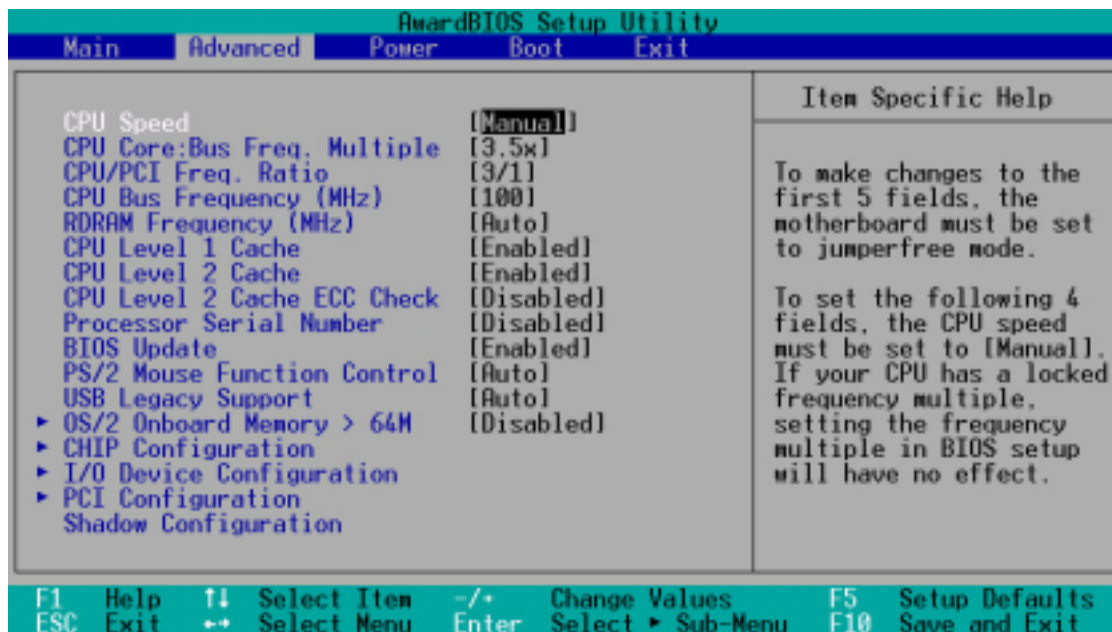 AwardBIOS Setup Utility
Main Advanced Power Boot Exit
CPU Speed [Manual]
CPU Core:Bus Freq. Multiple [3.5x]
CPU/PCI Freq. Ratio [3/1]
CPU Bus Frequency (MHz) [100]
RDRAM Frequency (MHz) [Auto]
CPU Level 1 Cache [Enabled]
CPU Level 2 Cache [Enabled]
CPU Level 2 Cache ECC Check [Disabled]
Processor Serial Number [Disabled]
BIOS Update [Enabled]
PS/2 Mouse Function Control [Auto]
USB Legacy Support [Auto]
▸ OS/2 Onboard Memory > 64M [Disabled]
▸ CHIP Configuration
▸ I/O Device Configuration
▸ PCI Configuration
Shadow Configuration
Item Specific Help
To make changes to the
first 5 fields, the
motherboard must be set
to jumperfree mode.
To set the following 4
fields, the CPU speed
must be set to [Manual].
If your CPU has a locked
frequency multiple,
setting the frequency
multiple in BIOS setup
will have no effect.
F1 Help ↑↓ Select Item -/+ Change Values F5 Setup Defaults
ESC Exit ←→ Select Menu Enter Select ▸ Sub-Menu F10 Save and Exit